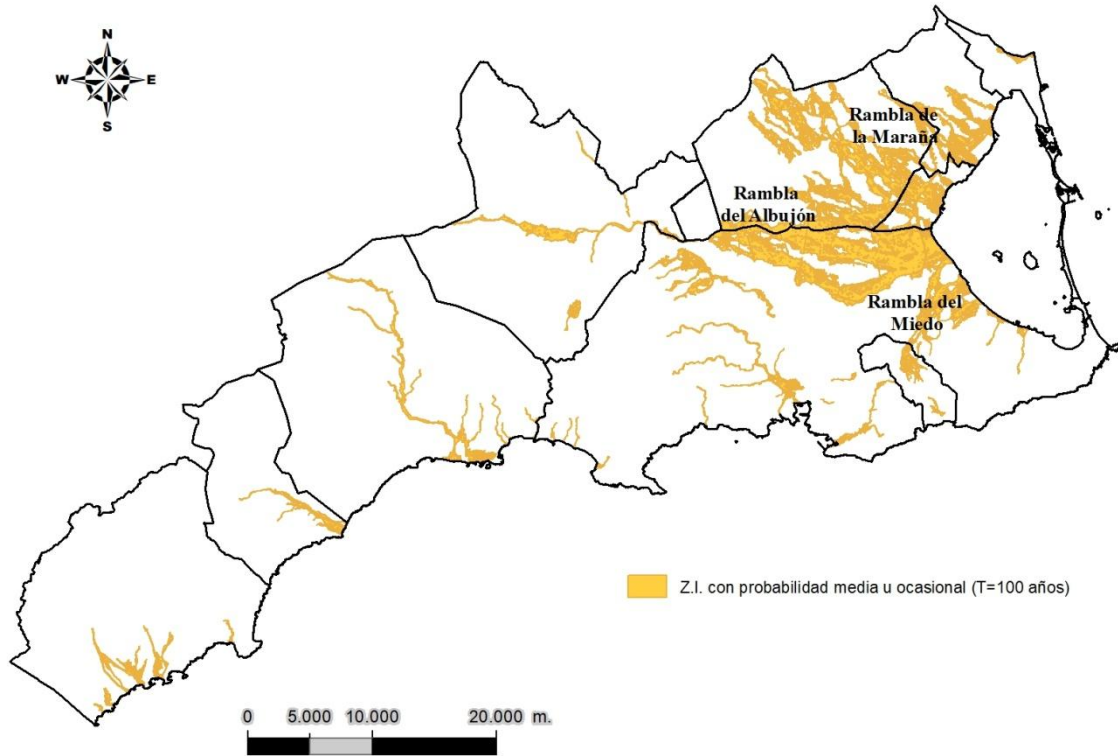 N
W E
S
Rambla de
la Maraña
Rambla
del Albujón
Rambla del
Miedo
Z.I. con probabilidad media u ocasional (T=100 años)
0 5.000 10.000 20.000 m.